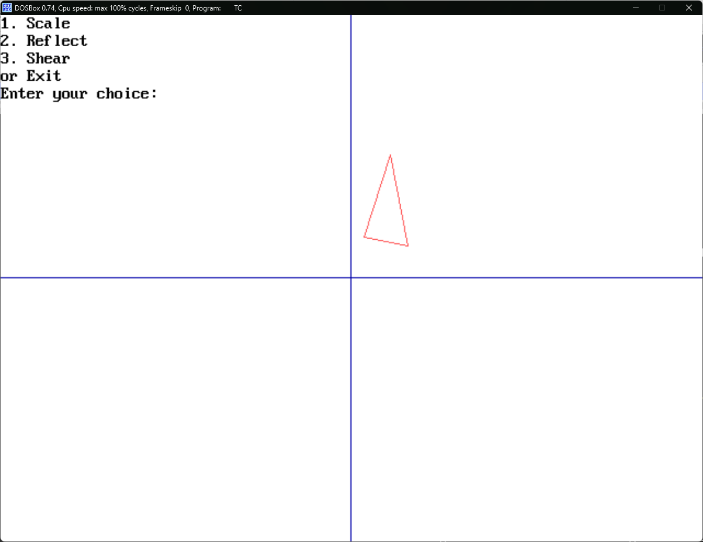 DOSBox 0.74, Cpu speed: max 100% cycles, Frameskip 0, Program: TC
1. Scale
2. Reflect
3. Shear
or Exit
Enter your choice: